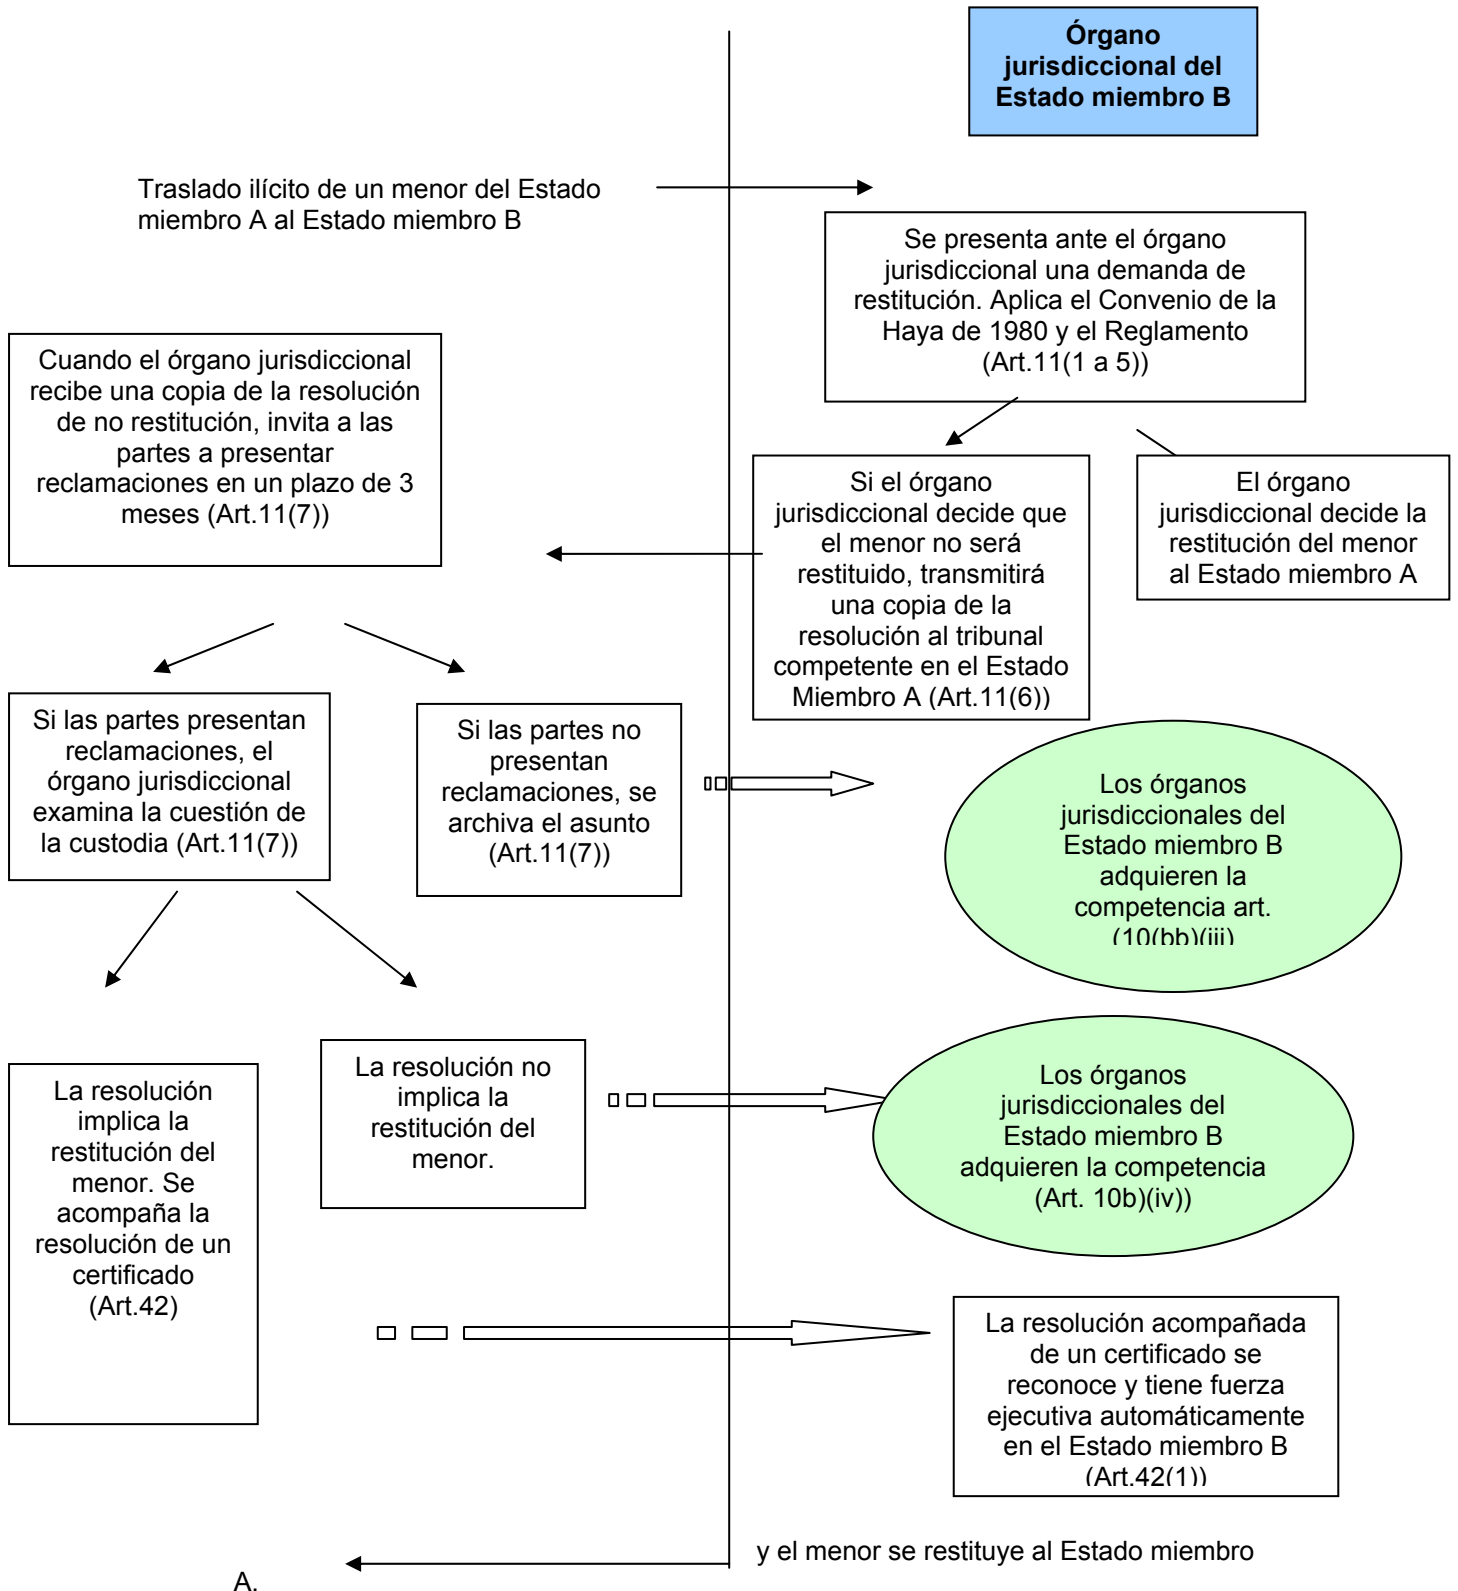 Órgano
jurisdiccional del
Estado miembro B
Traslado ilícito de un menor del Estado
miembro A al Estado miembro B
Se presenta ante el órgano
jurisdiccional una demanda de
restitución. Aplica el Convenio de la
Haya de 1980 y el Reglamento
(Art.11(1 a 5))
Cuando el órgano jurisdiccional
recibe una copia de la resolución
de no restitución, invita a las
partes a presentar
reclamaciones en un plazo de 3
meses (Art.11(7))
Si el órgano
jurisdiccional decide que
el menor no será
restituido, transmitirá
una copia de la
resolución al tribunal
competente en el Estado
Miembro A (Art.11(6))
El órgano
jurisdiccional decide la
restitución del menor
al Estado miembro A
Si las partes presentan
reclamaciones, el
órgano jurisdiccional
examina la cuestión de
la custodia (Art.11(7))
Si las partes no
presentan
reclamaciones, se
archiva el asunto
(Art.11(7))
Los órganos
jurisdiccionales del
Estado miembro B
adquieren la
competencia art.
(10(bb)(iii)
La resolución
implica la
restitución del
menor. Se
acompaña la
resolución de un
certificado
(Art.42)
La resolución no
implica la
restitución del
menor.
Los órganos
jurisdiccionales del
Estado miembro B
adquieren la competencia
(Art. 10b)(iv))
La resolución acompañada
de un certificado se
reconoce y tiene fuerza
ejecutiva automáticamente
en el Estado miembro B
(Art.42(1))
y el menor se restituye al Estado miembro
A.